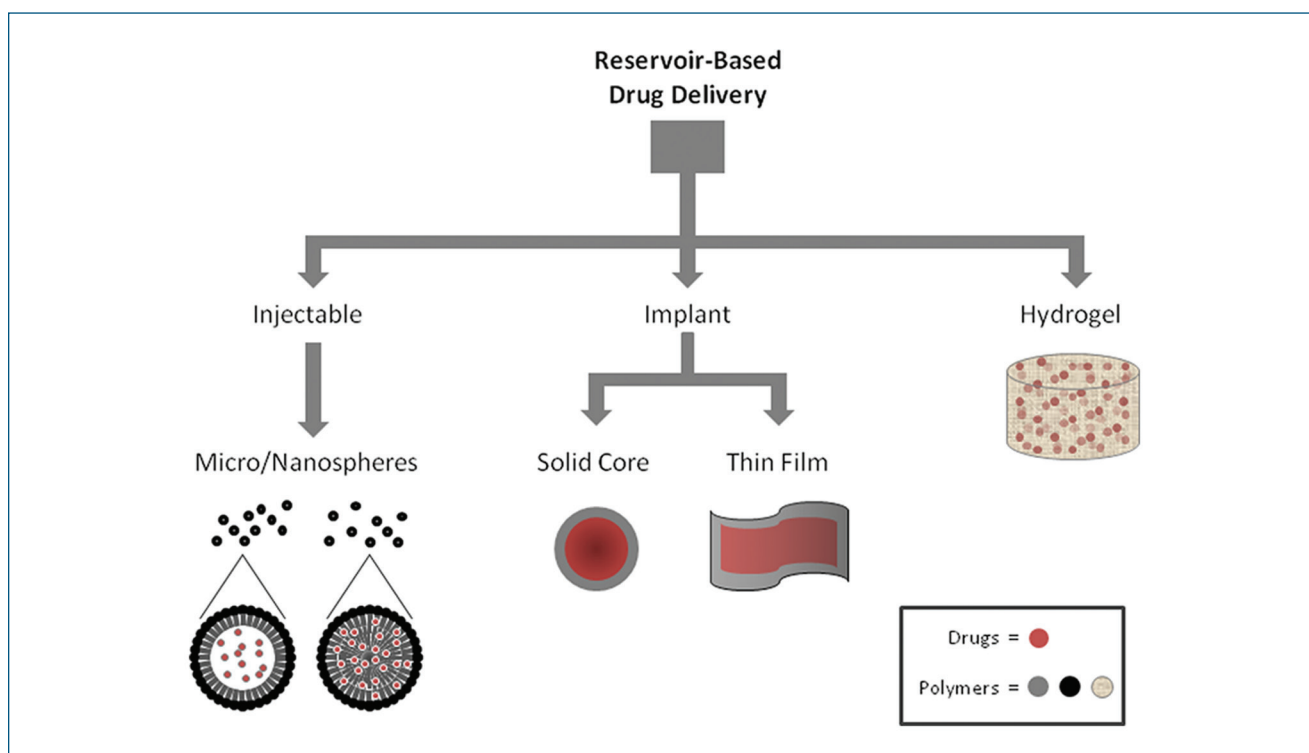 Reservoir-Based
Drug Delivery
Injectable
Implant
Hydrogel
Micro/Nanospheres
Solid Core
Thin Film
Drugs =
Polymers =